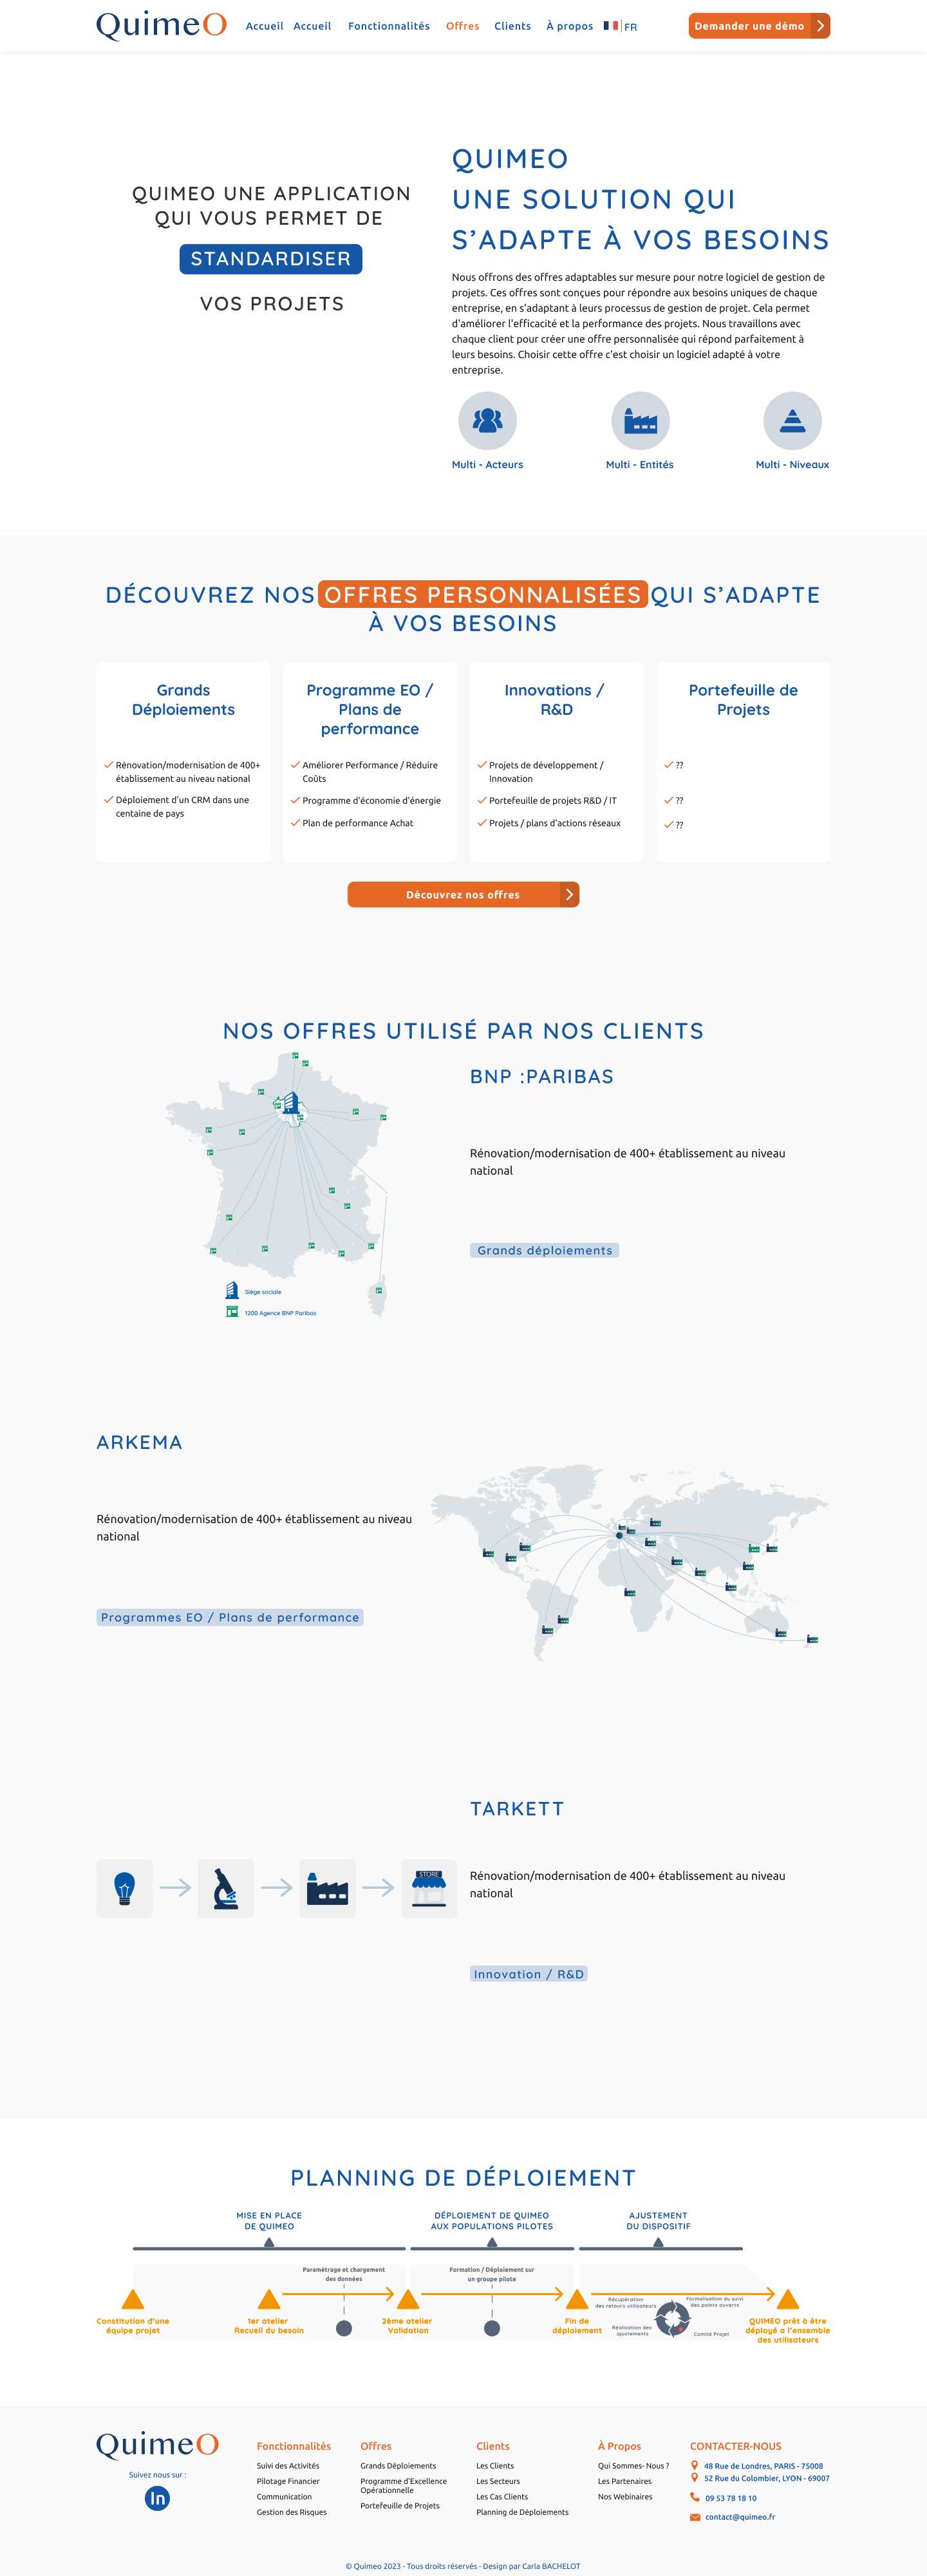 QuimeO
Accueil Accueil Fonctionnalités Offres Clients À propos FR
Demander une démo
QUIMEO UNE APPLICATION
QUI VOUS PERMET DE
STANDARDISER
VOS PROJETS
QUIMEO
UNE SOLUTION QUI
S’ADAPTE À VOS BESOINS
Nous offrons des offres adaptables sur mesure pour notre logiciel de gestion de
projets. Ces offres sont conçues pour répondre aux besoins uniques de chaque
entreprise, en s'adaptant à leurs processus de gestion de projet. Cela permet
d'améliorer l'efficacité et la performance des projets. Nous travaillons avec
chaque client pour créer une offre personnalisée qui répond parfaitement à
leurs besoins. Choisir cette offre c'est choisir un logiciel adapté à votre
entreprise.
Multi - Acteurs
Multi - Entités
Multi - Niveaux
DÉCOUVREZ NOS OFFRES PERSONNALISÉES QUI S’ADAPTE
À VOS BESOINS
Grands
Déploiements
Rénovation/modernisation de 400+
établissement au niveau national
Déploiement d’un CRM dans une
centaine de pays
Programme EO /
Plans de
performance
Améliorer Performance / Réduire
Coûts
Programme d’économie d’énergie
Plan de performance Achat
Innovations /
R&D
Projets de développement /
Innovation
Portefeuille de projets R&D / IT
Projets / plans d’actions réseaux
Portefeuille de
Projets
??
??
??
Découvrez nos offres
NOS OFFRES UTILISÉ PAR NOS CLIENTS
BNP :PARIBAS
Rénovation/modernisation de 400+ établissement au niveau
national
Grands déploiements
Siège sociale
1200 Agence BNP Paribas
ARKEMA
Rénovation/modernisation de 400+ établissement au niveau
national
Programmes EO / Plans de performance
TARKETT
STORE
Rénovation/modernisation de 400+ établissement au niveau
national
Innovation / R&D
PLANNING DE DÉPLOIEMENT
MISE EN PLACE
DE QUIMEO
DÉPLOIEMENT DE QUIMEO
AUX POPULATIONS PILOTES
AJUSTEMENT
DU DISPOSITIF
Paramètrage et chargement
des données
Formation / Déploiement sur
un groupe pilote
Récupération
des retours utilisateurs
Formalisation du suivi
des points ouverts
Réalisation des
ajustements
Comité Projet
Constitution d’une
équipe projet
1er atelier
Recueil du besoin
2ème atelier
Validation
Fin de
déploiement
QUIMEO prêt à être
déployé a l’ensemble
des utilisateurs
QuimeO
Suivez nous sur :
In
Fonctionnalités
Suivi des Activités
Pilotage Financier
Communication
Gestion des Risques
Offres
Grands Déploiements
Programme d'Excellence
Opérationnelle
Portefeuille de Projets
Clients
Les Clients
Les Secteurs
Les Cas Clients
Planning de Déploiements
À Propos
Qui Sommes- Nous ?
Les Partenaires
Nos Webinaires
CONTACTER-NOUS
48 Rue de Londres, PARIS - 75008
52 Rue du Colombier, LYON - 69007
09 53 78 18 10
contact@quimeo.fr
© Quimeo 2023 - Tous droits réservés - Design par Carla BACHELOT